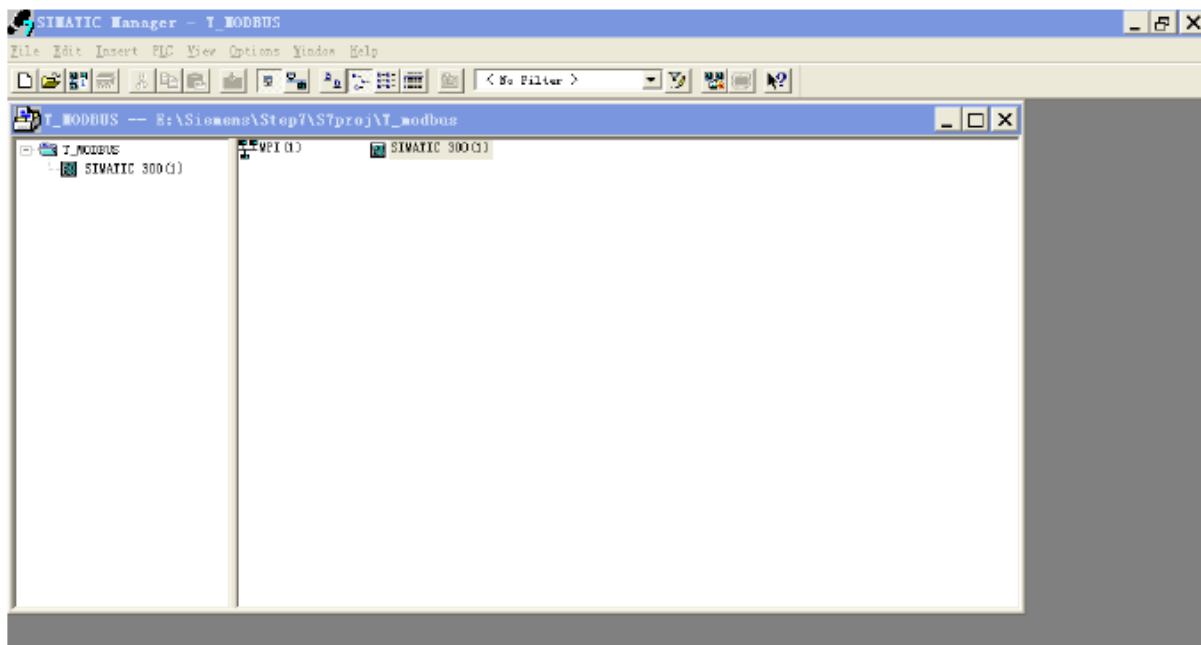 SIMATIC Manager - T_MODBUS
File Edit Insert PLC View Options Window Help
< No Filter >
T_MODBUS -- E:\Siemens\Step7\S7proj\T_modbus
T_MODBUS
SIMATIC 300(1)
MPI(1)
SIMATIC 300(1)